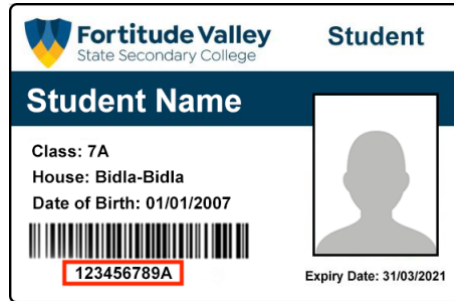 Fortitude Valley
State Secondary College
Student
Student Name
Class: 7A
House: Bidla-Bidla
Date of Birth: 01/01/2007
123456789A
Expiry Date: 31/03/2021